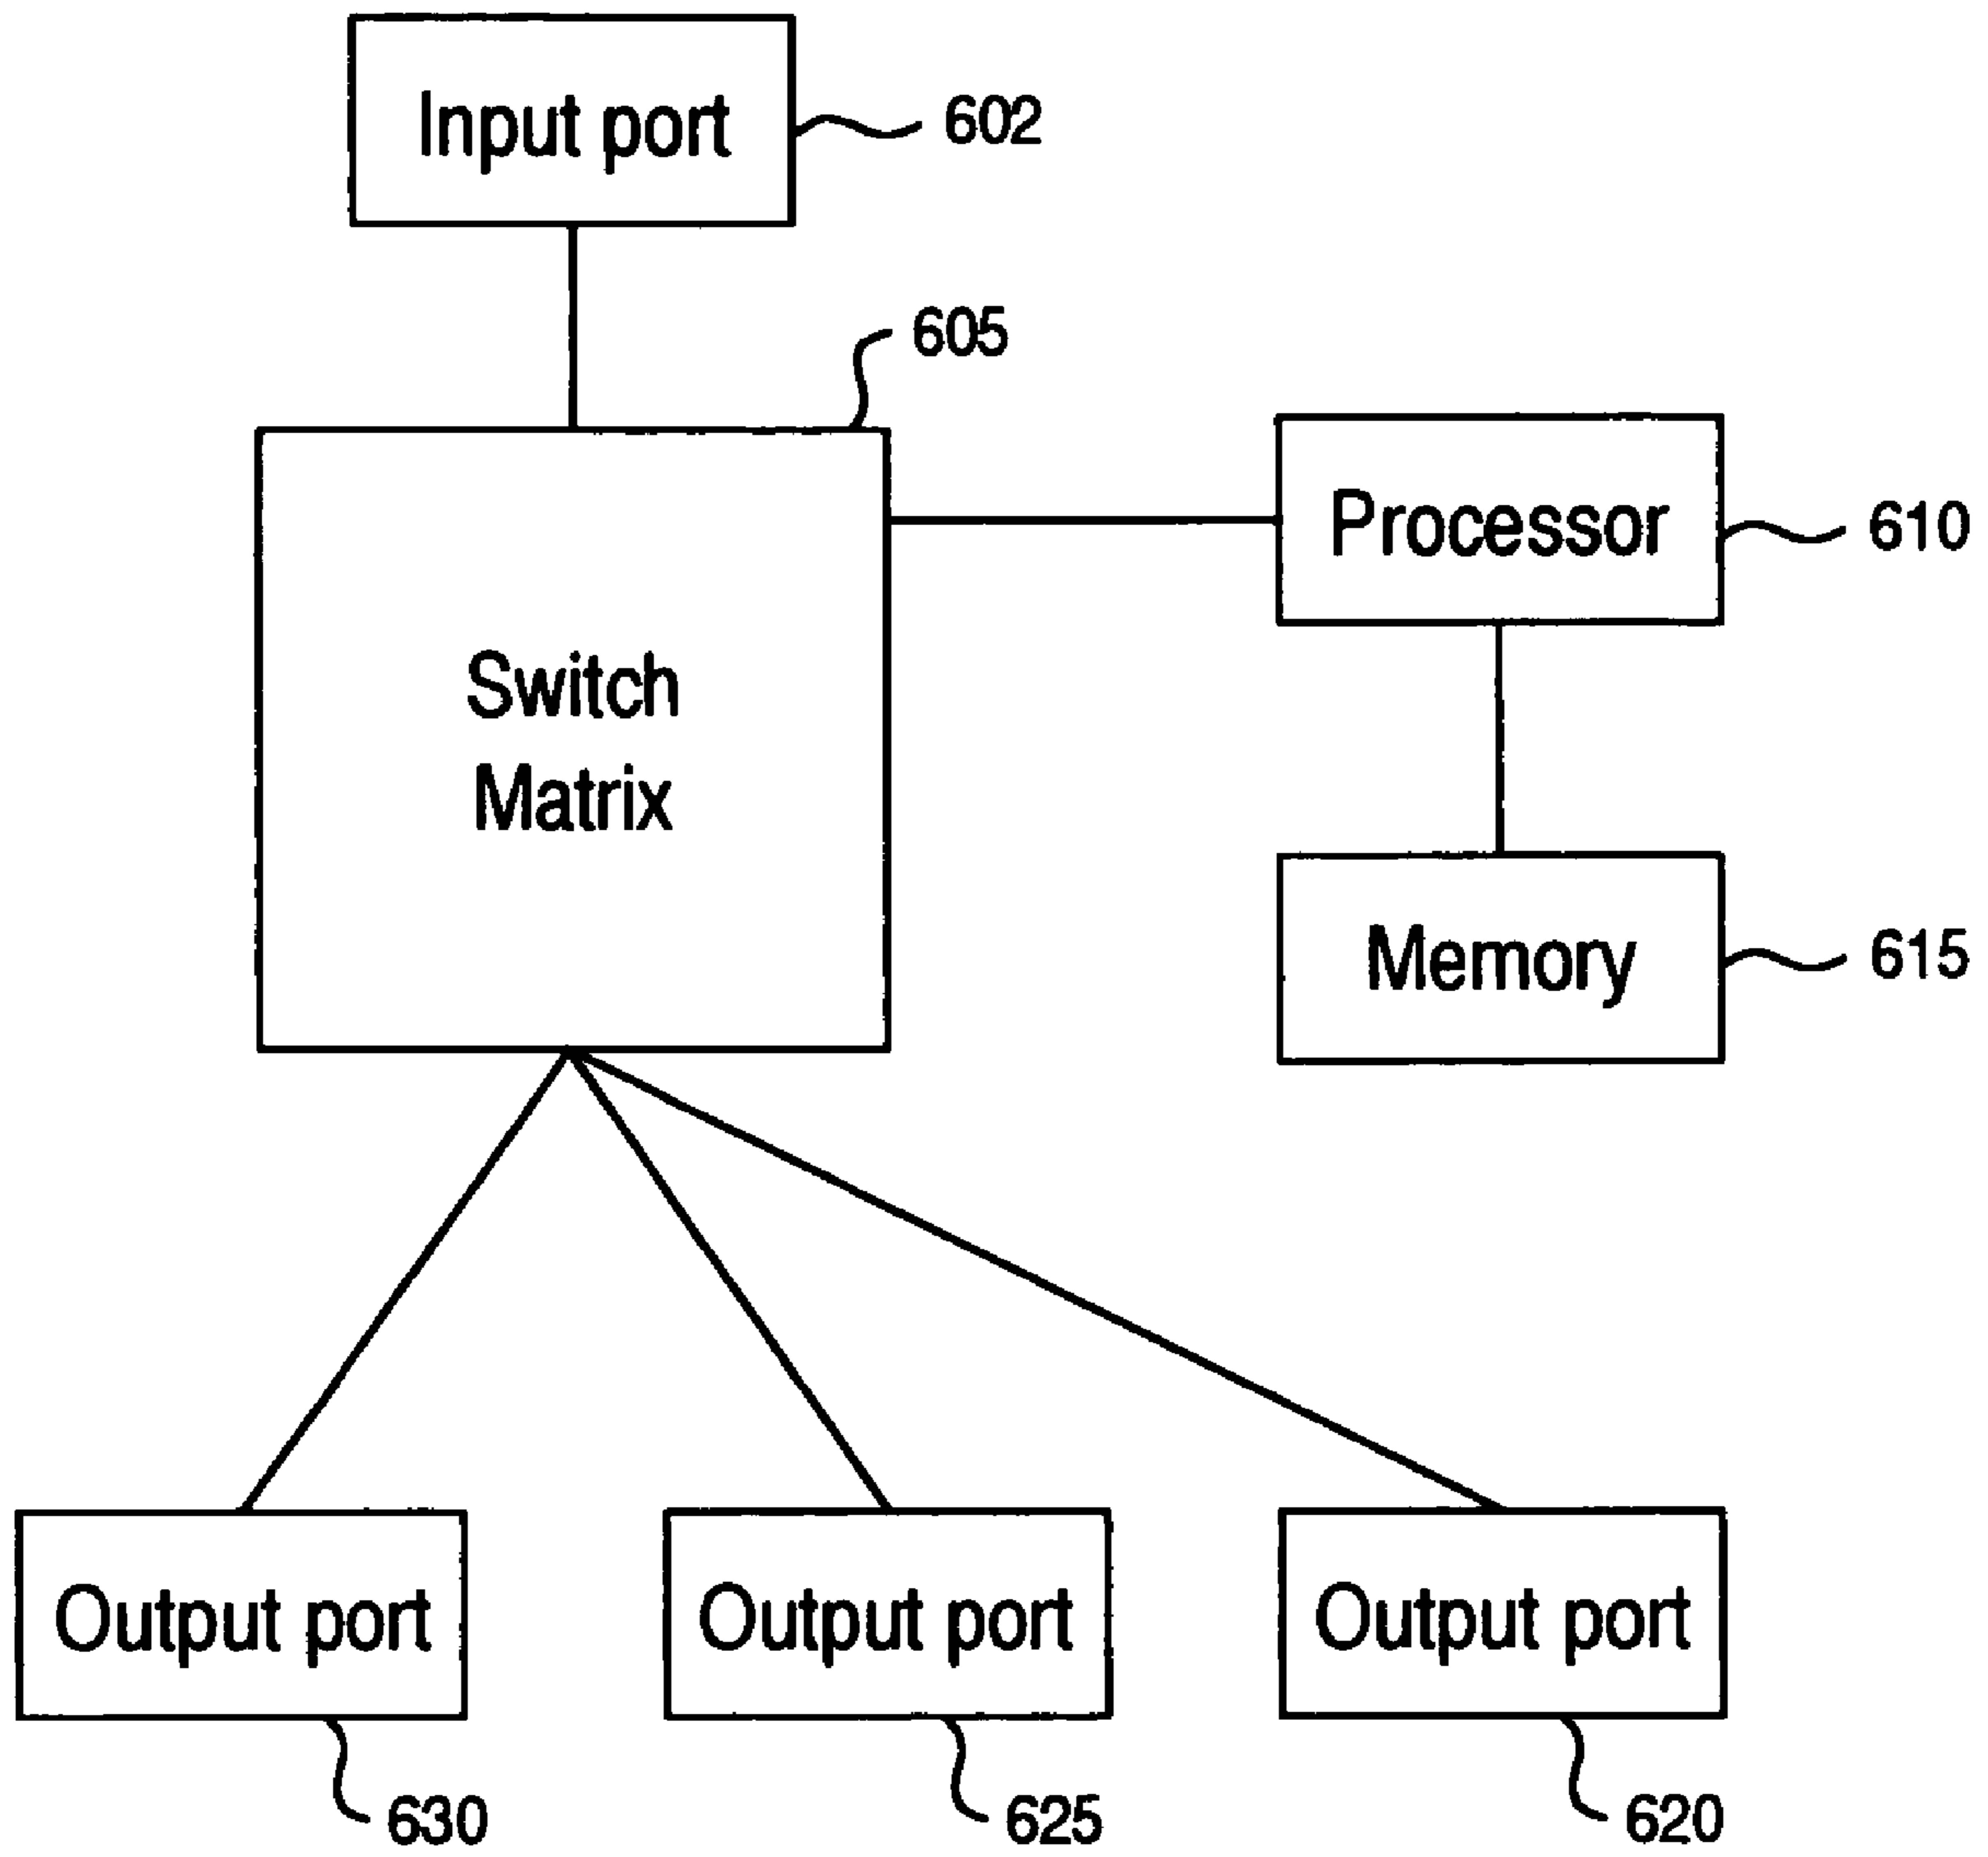 Input port
602
605
Switch
Matrix
Processor
610
Memory
615
Output port
Output port
Output port
630
625
620